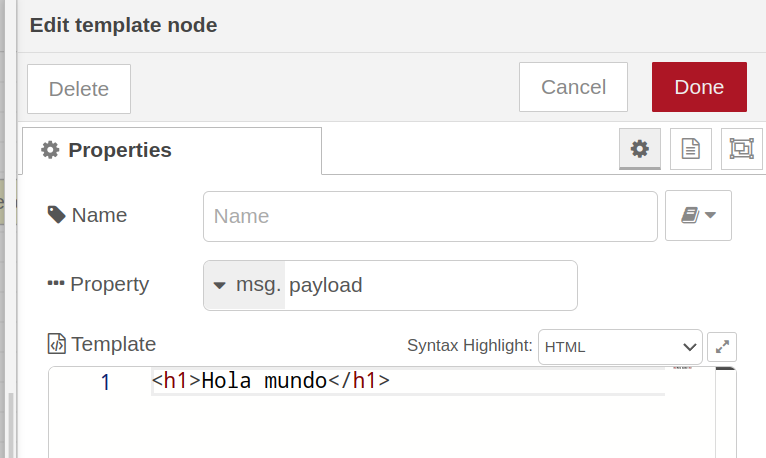 Edit template node
Delete
Cancel
Done
Properties
Name
Name
Property
msg. payload
Template
Syntax Highlight:
HTML
1
<h1>Hola mundo</h1>